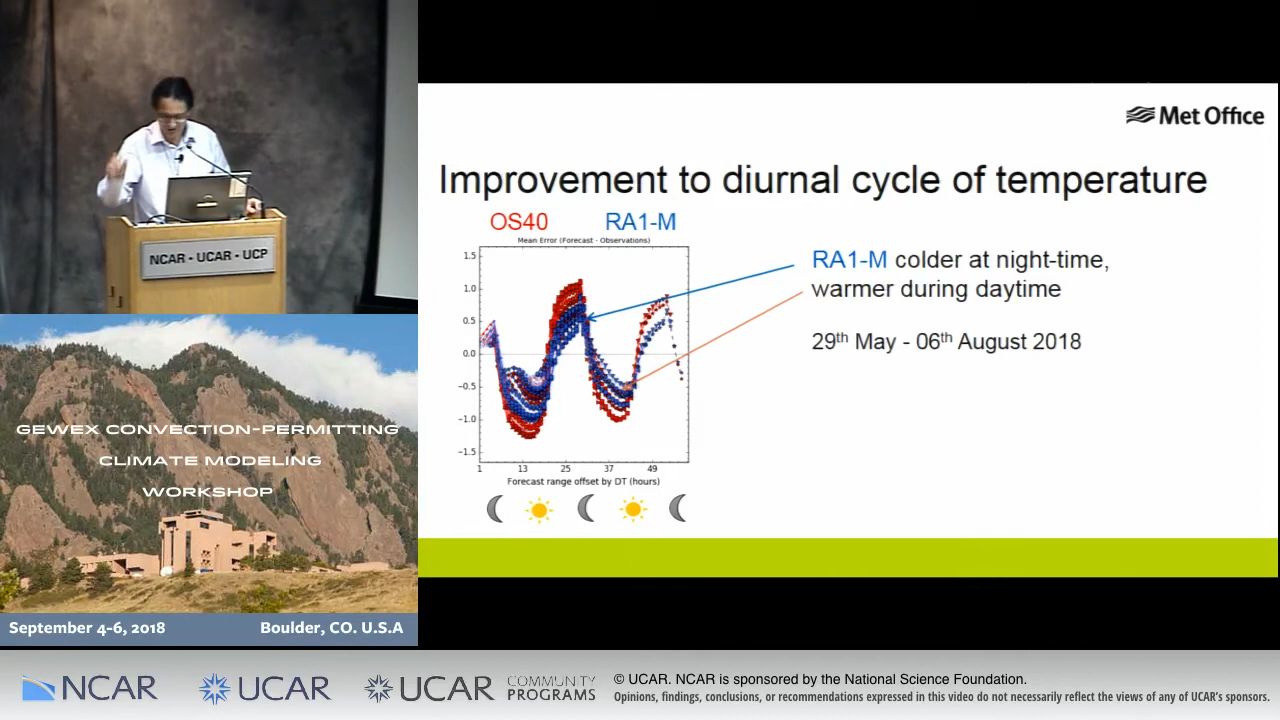 NCAR • UCAR • UCP
GEWEX CONVECTION-PERMITTING
CLIMATE MODELING
WORKSHOP
September 4-6, 2018
Boulder, CO. U.S.A
Met Office
Improvement to diurnal cycle of temperature
OS40
RA1-M
Mean Error (Forecast - Observations)
1.5
1.0
0.5
0.0
−0.5
−1.0
−1.5
1 13 25 37 49
Forecast range offset by DT (hours)
RA1-M colder at night-time,
warmer during daytime
29th May - 06th August 2018
NCAR
UCAR
UCAR
COMMUNITY
PROGRAMS
© UCAR. NCAR is sponsored by the National Science Foundation.
Opinions, findings, conclusions, or recommendations expressed in this video do not necessarily reflect the views of any of UCAR's sponsors.